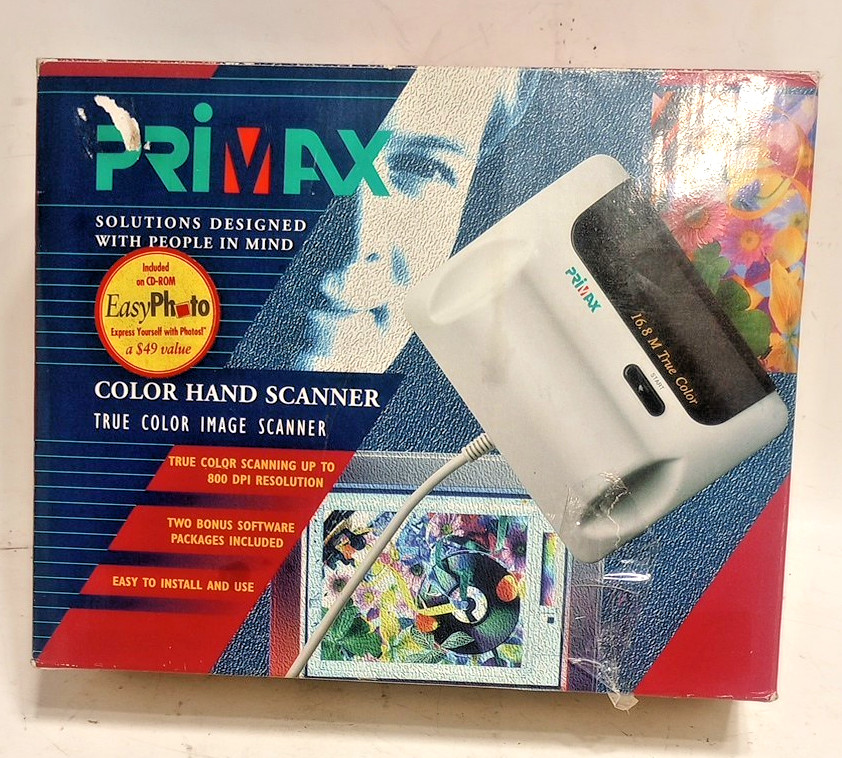 PRIMAX
SOLUTIONS DESIGNED
WITH PEOPLE IN MIND
Included
on CD-ROM
EasyPhoto
Express Yourself with Photos!™
a $49 value
COLOR HAND SCANNER
TRUE COLOR IMAGE SCANNER
TRUE COLOR SCANNING UP TO
800 DPI RESOLUTION
TWO BONUS SOFTWARE
PACKAGES INCLUDED
EASY TO INSTALL AND USE
PRIMAX
16.8 M True Color
START